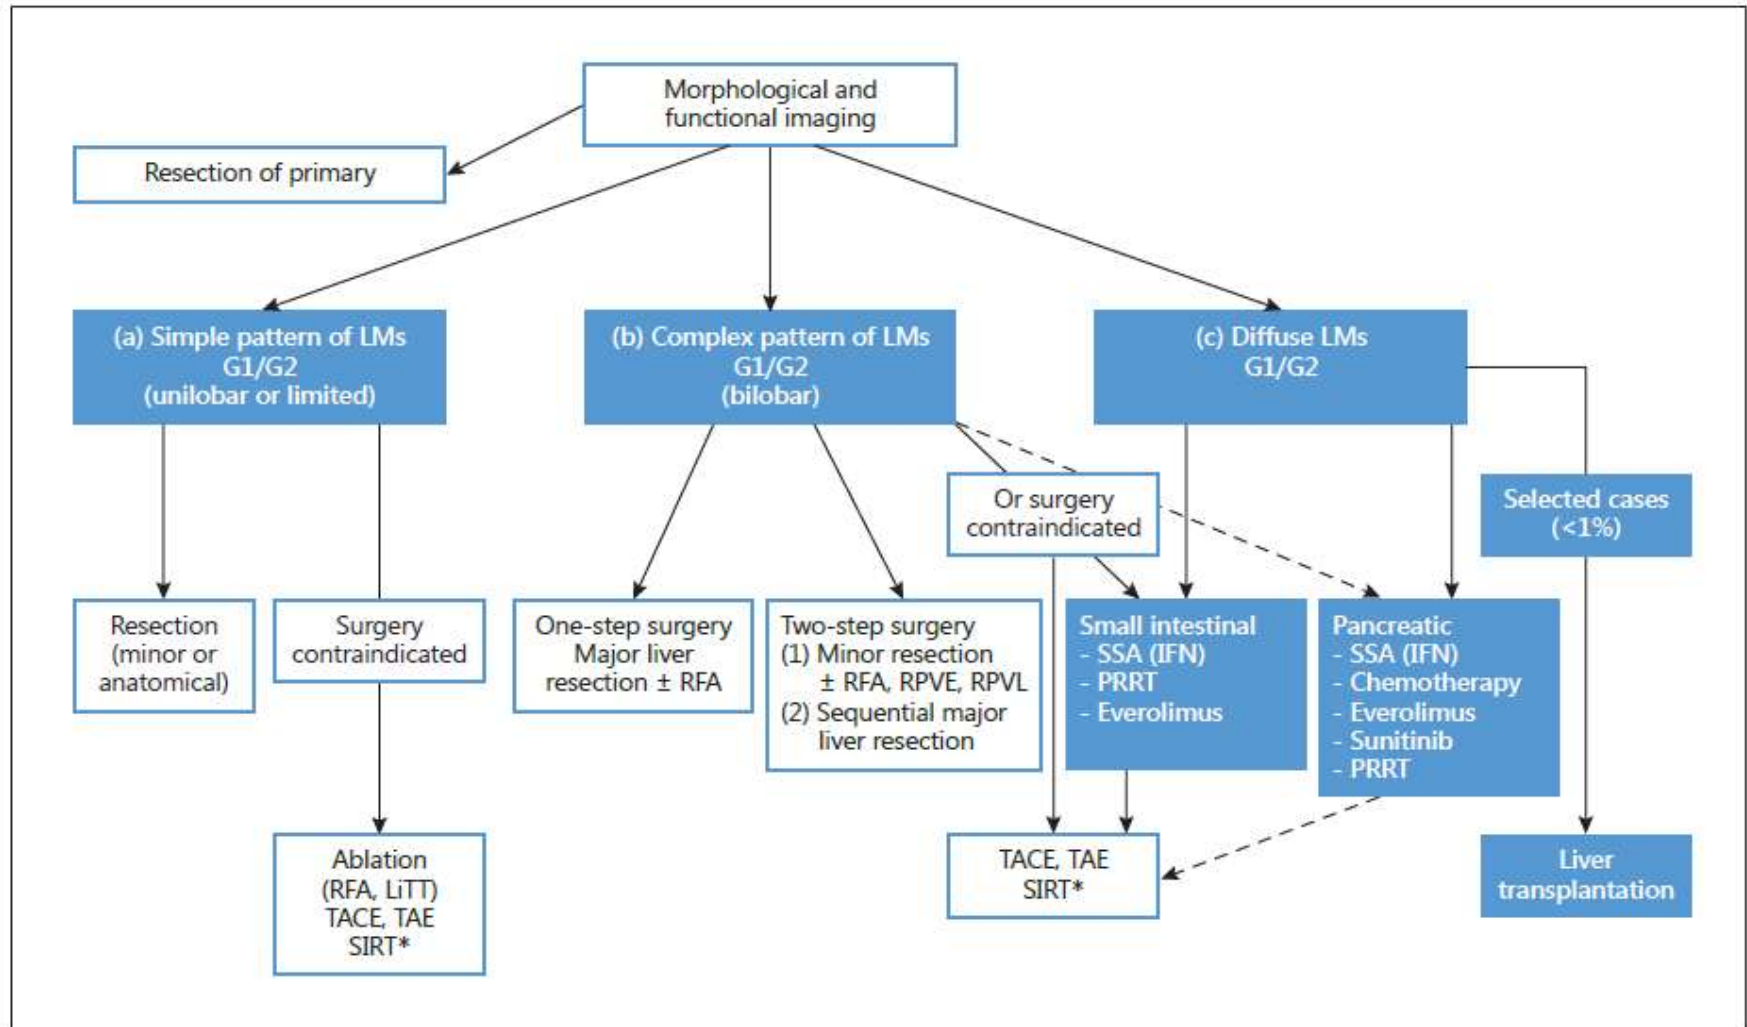 Morphological and
functional imaging
Resection of primary
(a) Simple pattern of LMs
G1/G2
(unilobar or limited)
(b) Complex pattern of LMs
G1/G2
(bilobar)
(c) Diffuse LMs
G1/G2
Or surgery
contraindicated
Selected cases
(<1%)
Resection
(minor or
anatomical)
Surgery
contraindicated
One-step surgery
Major liver
resection ± RFA
Two-step surgery
(1) Minor resection
± RFA, RPVE, RPVL
(2) Sequential major
liver resection
Small intestinal
- SSA (IFN)
- PRRT
- Everolimus
Pancreatic
- SSA (IFN)
- Chemotherapy
- Everolimus
- Sunitinib
- PRRT
Ablation
(RFA, LiTT)
TACE, TAE
SIRT*
TACE, TAE
SIRT*
Liver
transplantation